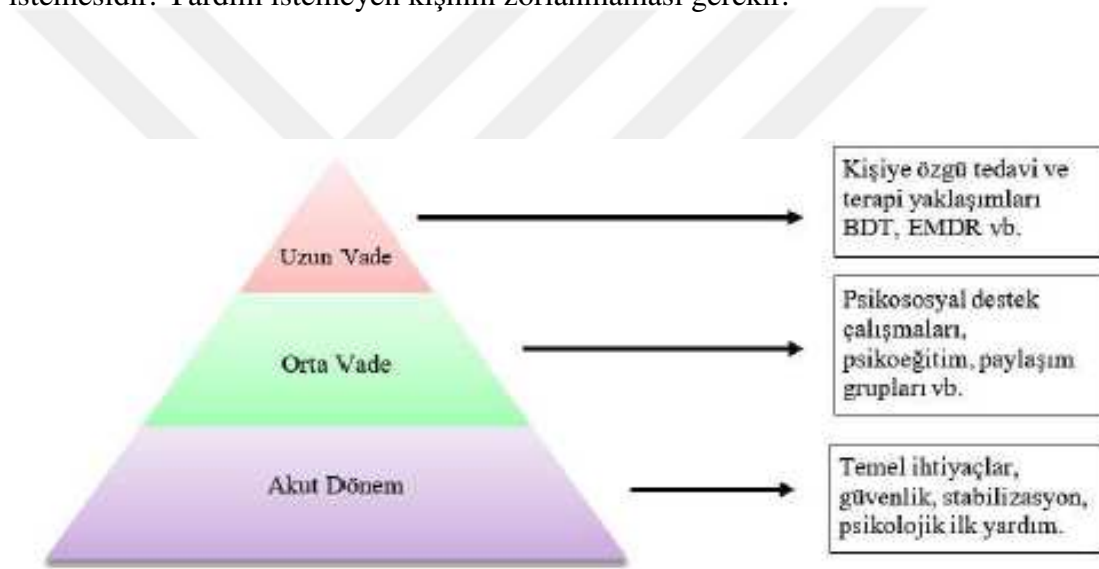 istemesidir? Yardım istemeyen kişinin zorlanmaması gerekir.
Uzun Vade
Kişiye özgü tedavi ve
terapi yaklaşımları
BDT, EMDR vb.
Orta Vade
Psikososyal destek
çalışmaları,
psikoeğitim, paylaşım
grupları vb.
Akut Dönem
Temel ihtiyaçlar,
güvenlik, stabilizasyon,
psikolojik ilk yardım.